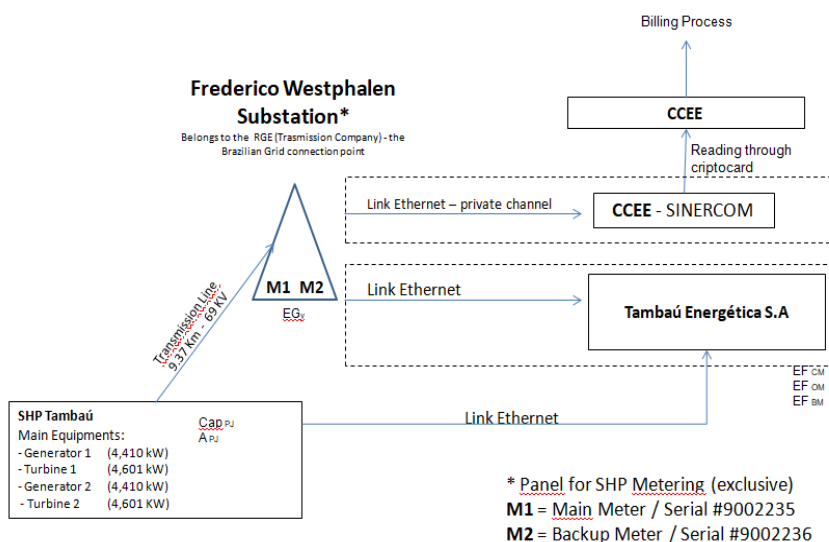 Billing Process
Frederico Westphalen
Substation*
Belongs to the RGE (Trasmission Company) - the
Brazilian Grid connection point
CCEE
Reading through
criptocard
Link Ethernet – private channel
CCEE - SINERCOM
M1 M2
EGy
Link Ethernet
Tambaú Energética S.A
Transmission Line
9.37 Km - 69 KV
EF CM
EF OM
EF BM
SHP Tambaú
Main Equipments:
- Generator 1 (4,410 kW)
- Turbine 1 (4,601 kW)
- Generator 2 (4,410 kW)
- Turbine 2 (4,601 KW)
Cap PJ
A PJ
Link Ethernet
* Panel for SHP Metering (exclusive)
M1 = Main Meter / Serial #9002235
M2 = Backup Meter / Serial #9002236